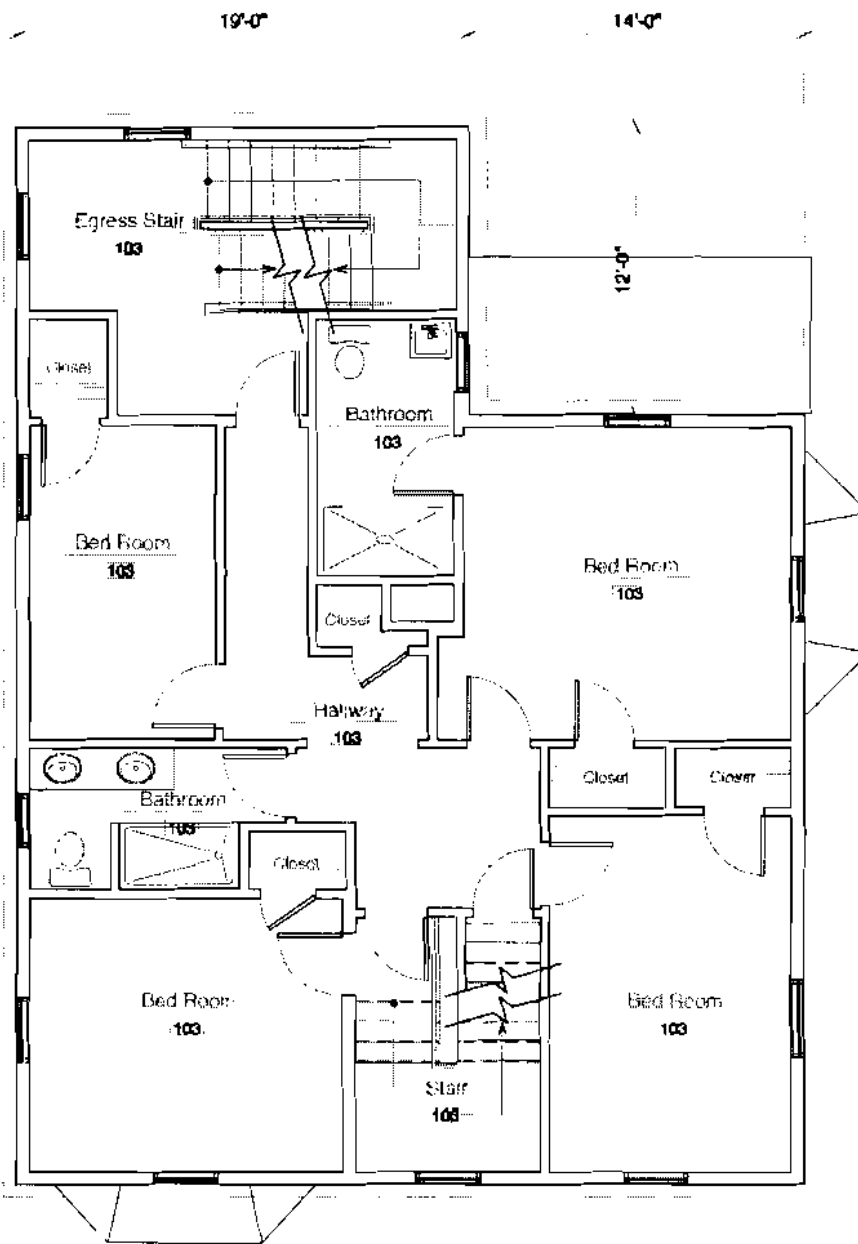 19'-0"
14'-0"
Egress Stair
103
12'-0"
Closet
Bathroom
103
Bed Room
103
Bed Room
103
Closet
Hallway
103
Closet
Closet
Bathroom
103
Closet
Bed Room
103
Bed Room
103
Stair
103